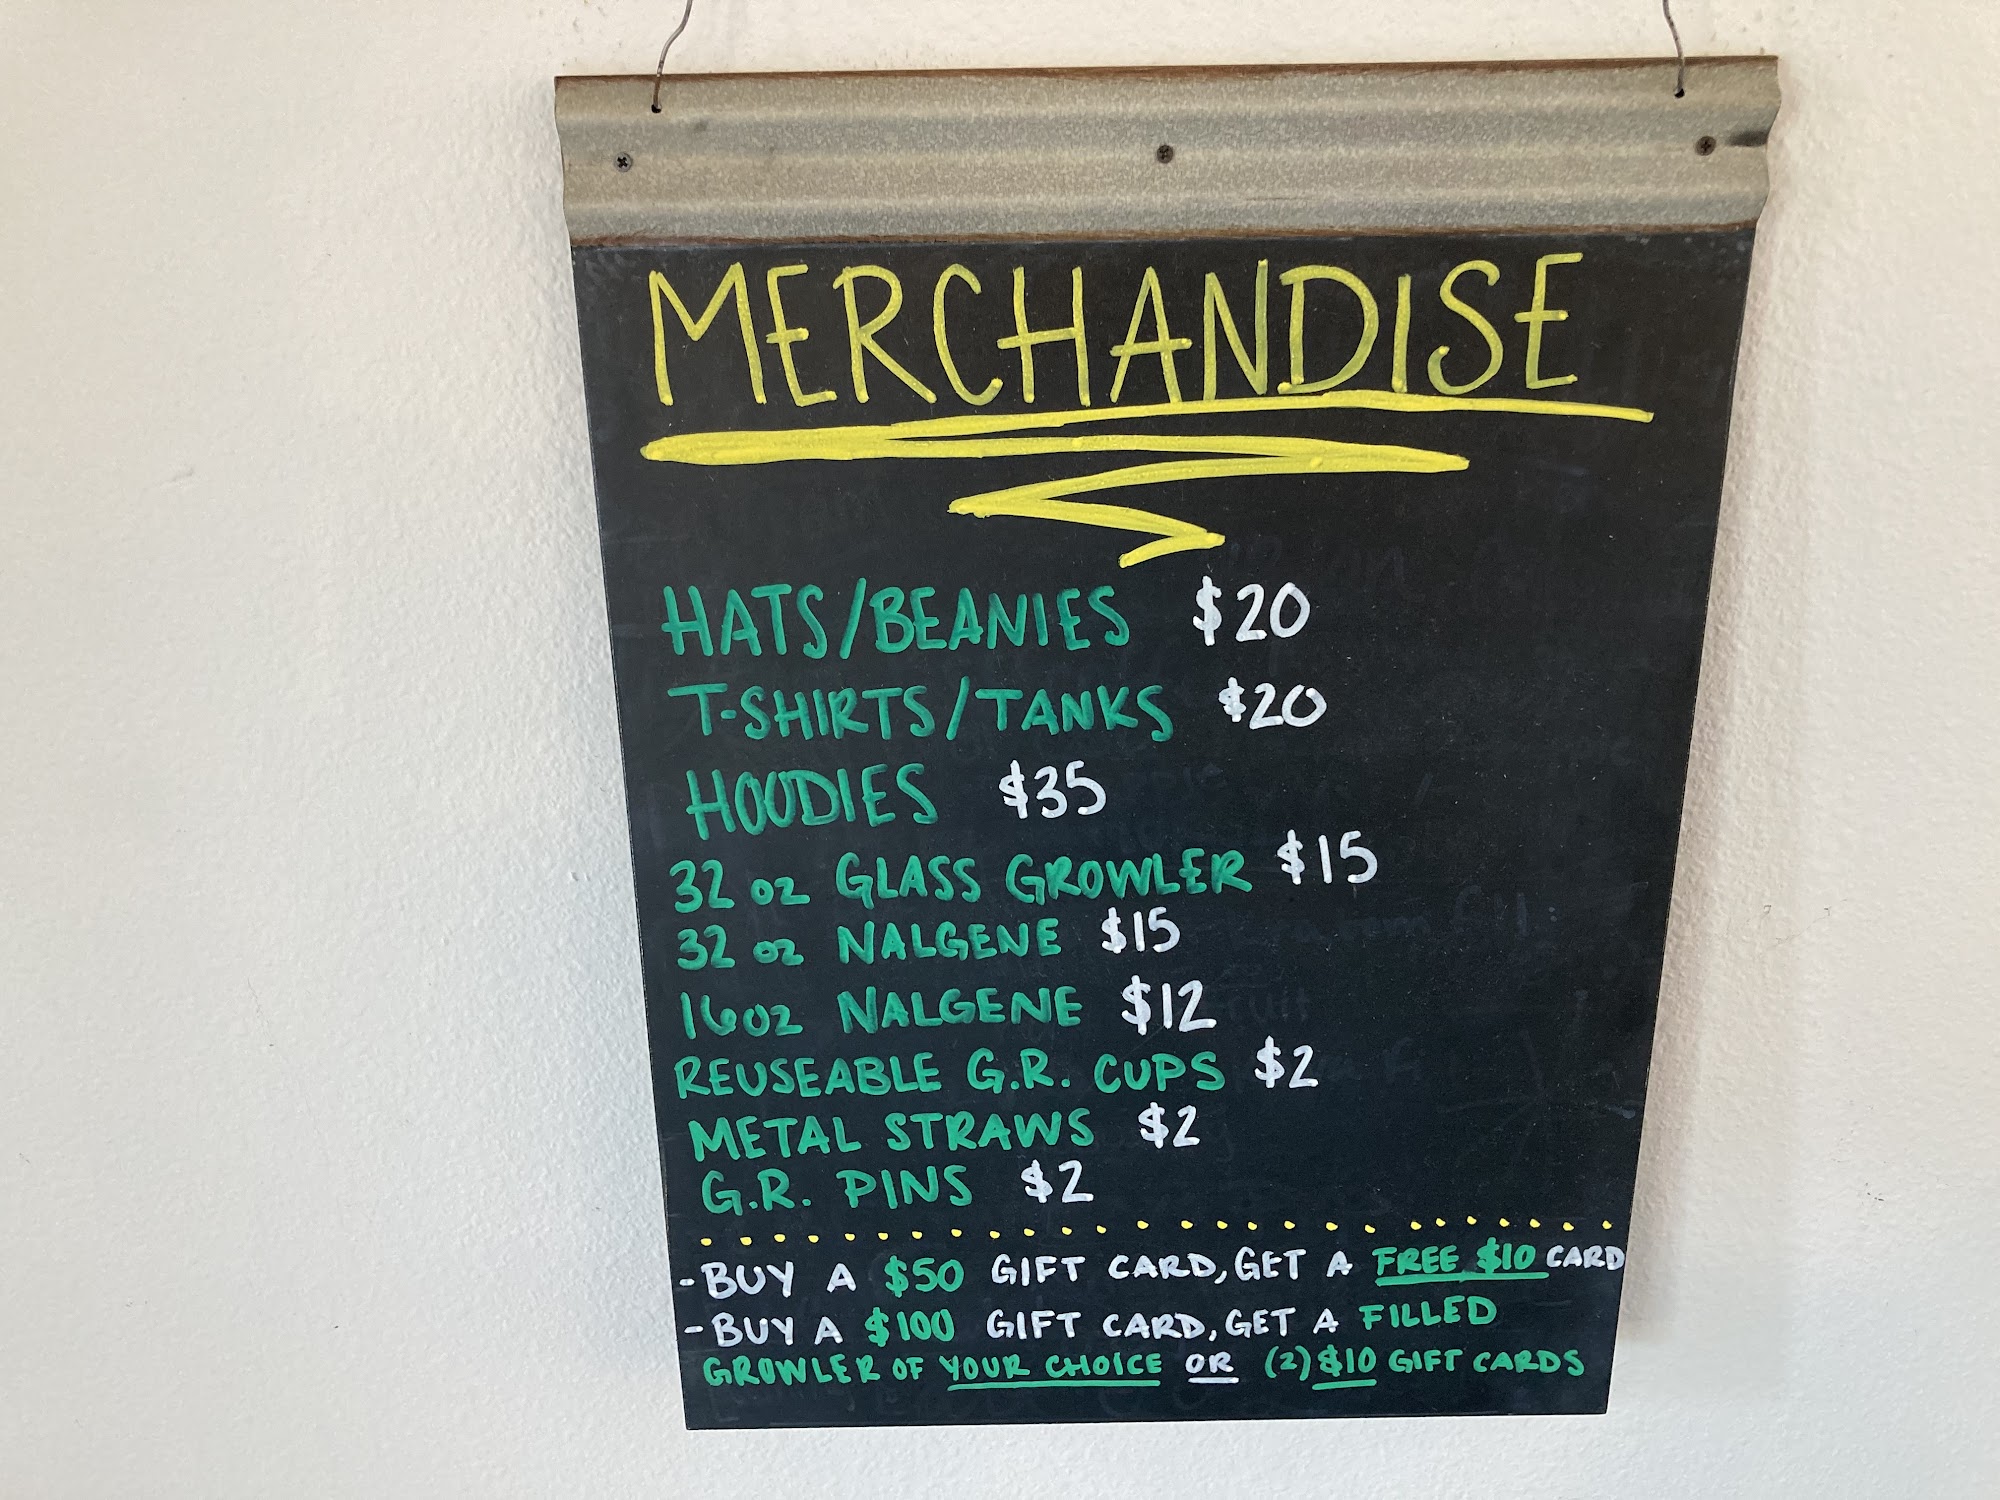 MERCHANDISE
HATS/BEANIES $20
T-SHIRTS/TANKS $20
HOODIES $35
32 oz GLASS GROWLER $15
32 oz NALGENE $15
16oz NALGENE $12
REUSEABLE G.R. CUPS $2
METAL STRAWS $2
G.R. PINS $2
-BUY A $50 GIFT CARD, GET A FREE $10 CARD
-BUY A $100 GIFT CARD, GET A FILLED
GROWLER OF YOUR CHOICE OR (2) $10 GIFT CARDS